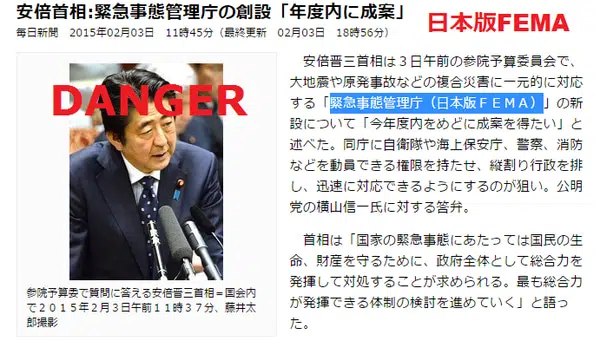 安倍首相:緊急事態管理庁の創設「年度内に成案」
毎日新聞 2015年02月03日 11時45分（最終更新 02月03日 18時56分）
日本版FEMA
DANGER
参院予算委で質問に答える安倍晋三首相＝国会内
で２０１５年２月３日午前１１時３７分、藤井太
郎撮影
安倍晋三首相は３日午前の参院予算委員会で、
大地震や原発事故などの複合災害に一元的に対応
する「緊急事態管理庁（日本版ＦＥＭＡ）」の新
設について「今年度内をめどに成案を得たい」と
述べた。同庁に自衛隊や海上保安庁、警察、消防
などを動員できる権限を持たせ、縦割り行政を排
し、迅速に対応できるようにするのが狙い。公明
党の横山信一氏に対する答弁。
首相は「国家の緊急事態にあたっては国民の生
命、財産を守るために、政府全体として総合力を
発揮して対処することが求められる。最も総合力
が発揮できる体制の検討を進めていく」と語っ
た。